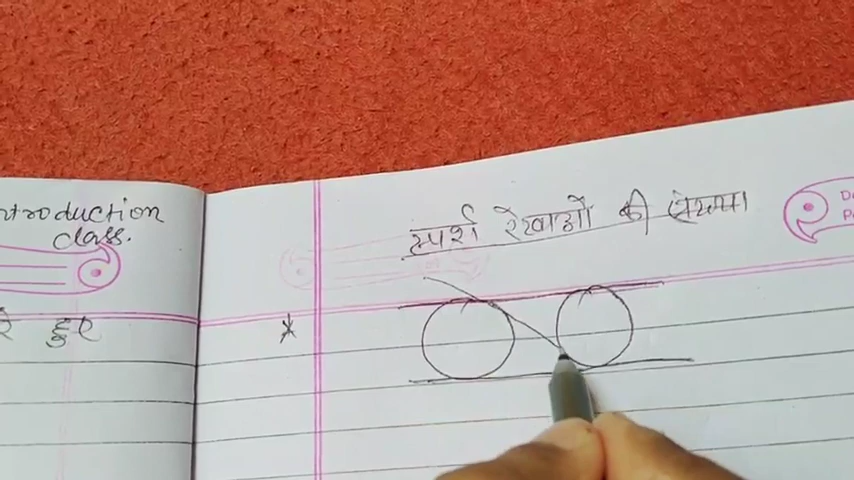 ntroduction
class.
रे हुए
स्पर्श रेखाओं की संख्या
*